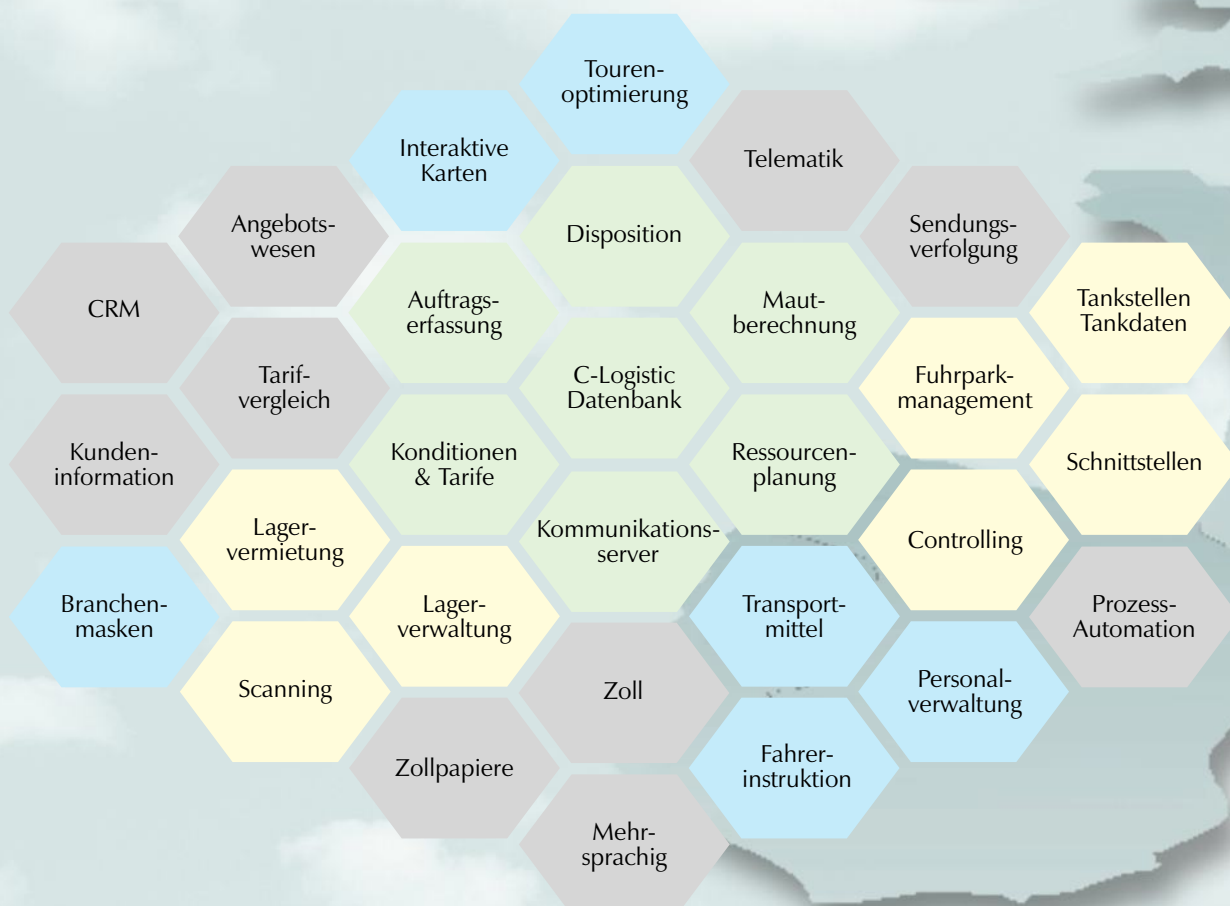 Touren-
optimierung
Interaktive
Karten
Telematik
Angebots-
wesen
Disposition
Sendungs-
verfolgung
CRM
Auftrags-
erfassung
Maut-
berechnung
Tankstellen
Tankdaten
Tarif-
vergleich
C-Logistic
Datenbank
Fuhrpark-
management
Kunden-
information
Konditionen
& Tarife
Ressourcen-
planung
Schnittstellen
Lager-
vermietung
Kommunikations-
server
Controlling
Branchen-
masken
Lager-
verwaltung
Transport-
mittel
Prozess-
Automation
Scanning
Zoll
Personal-
verwaltung
Zollpapiere
Fahrer-
instruktion
Mehr-
sprachig